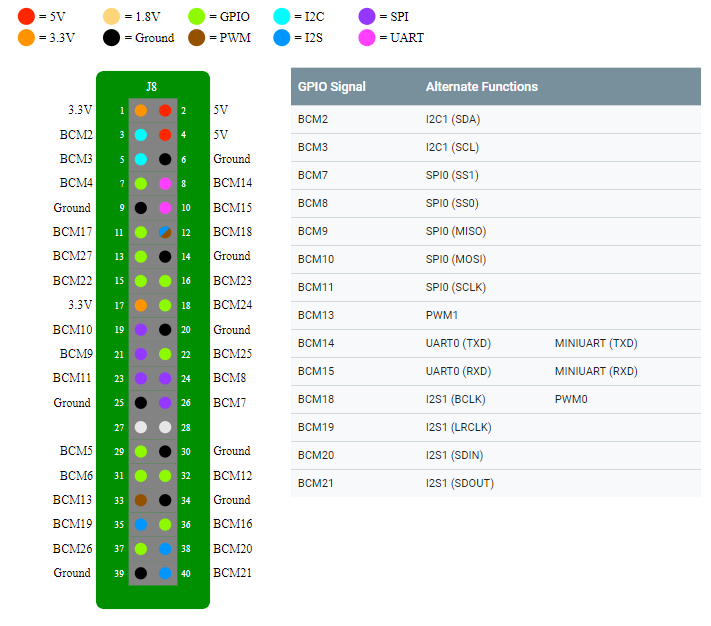 = 5V = 1.8V = GPIO = I2C = SPI
= 3.3V = Ground = PWM = I2S = UART
J8
3.3V 1 2 5V
BCM2 3 4 5V
BCM3 5 6 Ground
BCM4 7 8 BCM14
Ground 9 10 BCM15
BCM17 11 12 BCM18
BCM27 13 14 Ground
BCM22 15 16 BCM23
3.3V 17 18 BCM24
BCM10 19 20 Ground
BCM9 21 22 BCM25
BCM11 23 24 BCM8
Ground 25 26 BCM7
27 28
BCM5 29 30 Ground
BCM6 31 32 BCM12
BCM13 33 34 Ground
BCM19 35 36 BCM16
BCM26 37 38 BCM20
Ground 39 40 BCM21
GPIO Signal Alternate Functions
BCM2 I2C1 (SDA)
BCM3 I2C1 (SCL)
BCM7 SPI0 (SS1)
BCM8 SPI0 (SS0)
BCM9 SPI0 (MISO)
BCM10 SPI0 (MOSI)
BCM11 SPI0 (SCLK)
BCM13 PWM1
BCM14 UART0 (TXD) MINIUART (TXD)
BCM15 UART0 (RXD) MINIUART (RXD)
BCM18 I2S1 (BCLK) PWM0
BCM19 I2S1 (LRCLK)
BCM20 I2S1 (SDIN)
BCM21 I2S1 (SDOUT)